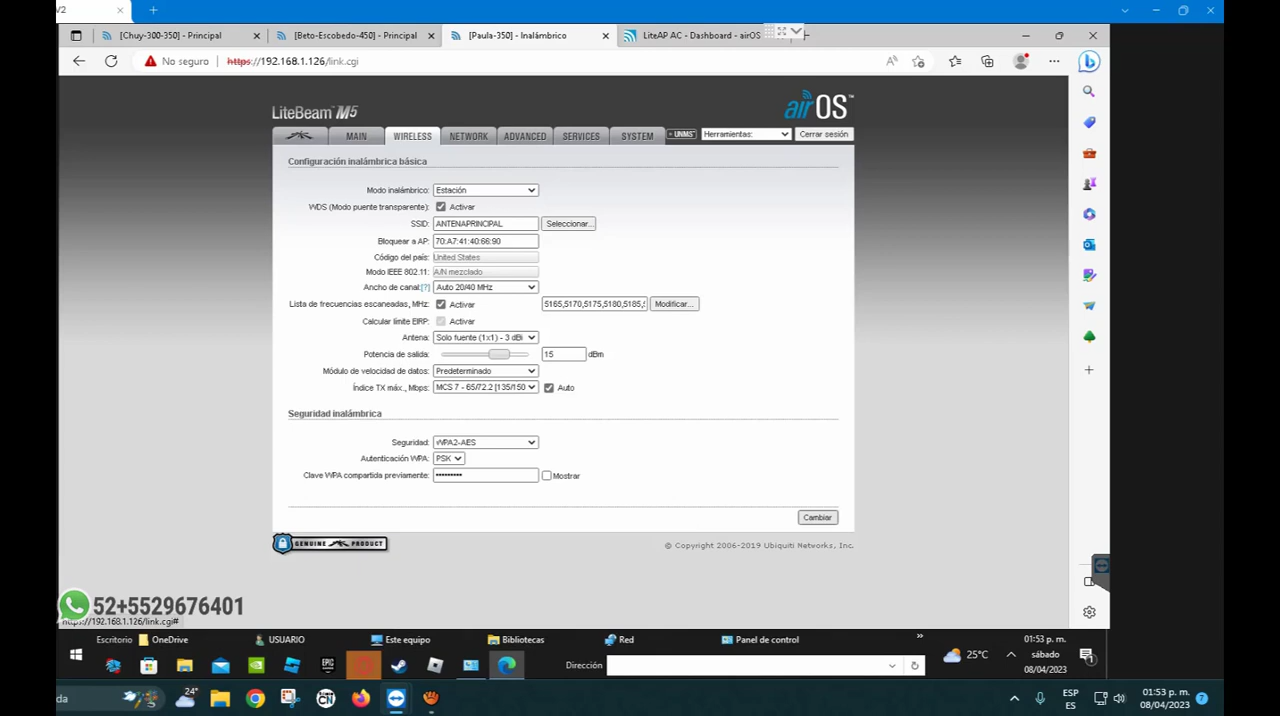 V2
[Chuy-300-350] - Principal
[Beto-Escobedo-450] - Principal
[Paula-350] - Inalámbrico
LiteAP AC - Dashboard - airOS
No seguro
https://192.168.1.126/link.cgi
LiteBeam M5
airOS™
MAIN
WIRELESS
NETWORK
ADVANCED
SERVICES
SYSTEM
UNMS
Herramientas:
Cerrar sesión
Configuración inalámbrica básica
Modo inalámbrico: Estación
WDS (Modo puente transparente): Activar
SSID: ANTENAPRINCIPAL Seleccionar...
Bloquear a AP: 70:A7:41:40:66:90
Código del país: United States
Modo IEEE 802.11: A/N mezclado
Ancho de canal:[?] Auto 20/40 MHz
Lista de frecuencias escaneadas, MHz: Activar 5165,5170,5175,5180,5185, Modificar...
Calcular límite EIRP: Activar
Antena: Solo fuente (1x1) - 3 dBi
Potencia de salida: 15 dBm
Módulo de velocidad de datos: Predeterminado
Índice TX máx., Mbps: MCS 7 - 65/72.2 [135/150 Auto
Seguridad inalámbrica
Seguridad: WPA2-AES
Autenticación WPA: PSK
Clave WPA compartida previamente: ••••••••• Mostrar
Cambiar
GENUINE PRODUCT
© Copyright 2006-2019 Ubiquiti Networks, Inc.
52+5529676401
https://192.168.1.126/link.cgi#
Escritorio OneDrive USUARIO Este equipo Bibliotecas Red Panel de control »
01:53 p. m.
sábado
08/04/2023
Dirección
25°C
1
da
24°
ESP
ES
01:53 p. m.
08/04/2023
7